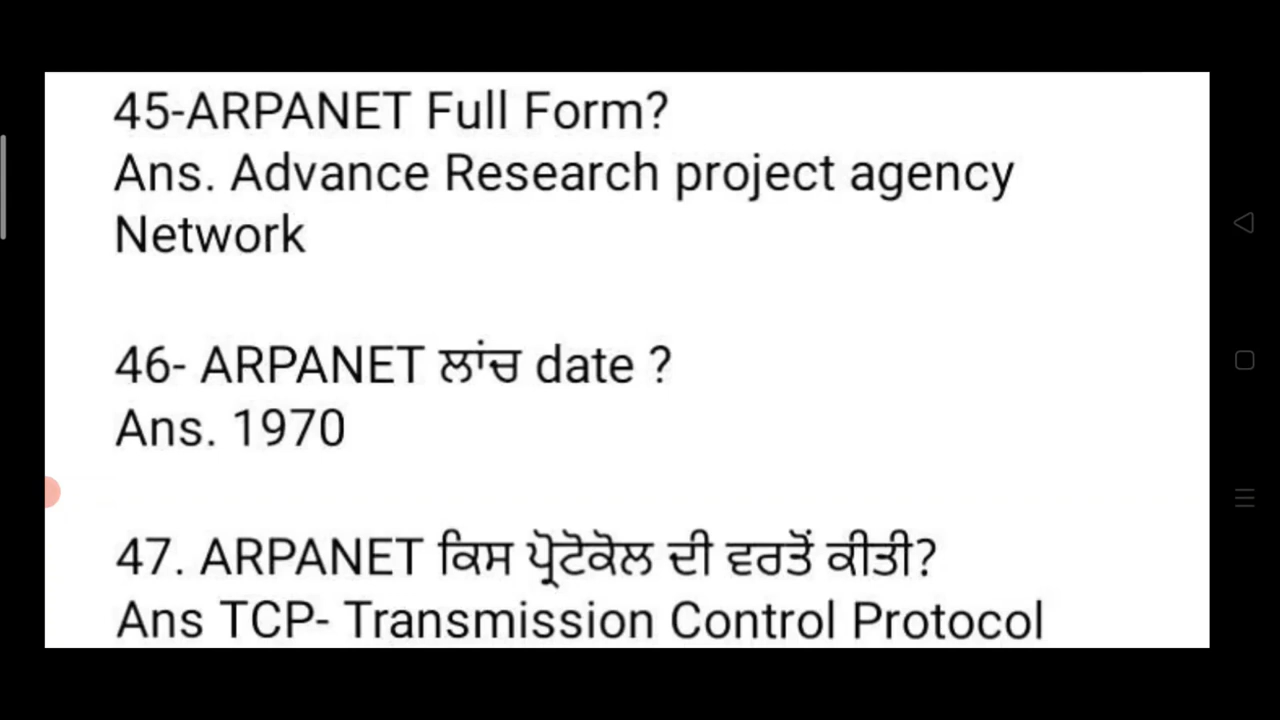 45-ARPANET Full Form?
Ans. Advance Research project agency
Network
46- ARPANET ਲਾਂਚ date ?
Ans. 1970
47. ARPANET ਕਿਸ ਪ੍ਰੋਟੋਕੋਲ ਦੀ ਵਰਤੋਂ ਕੀਤੀ?
Ans TCP- Transmission Control Protocol